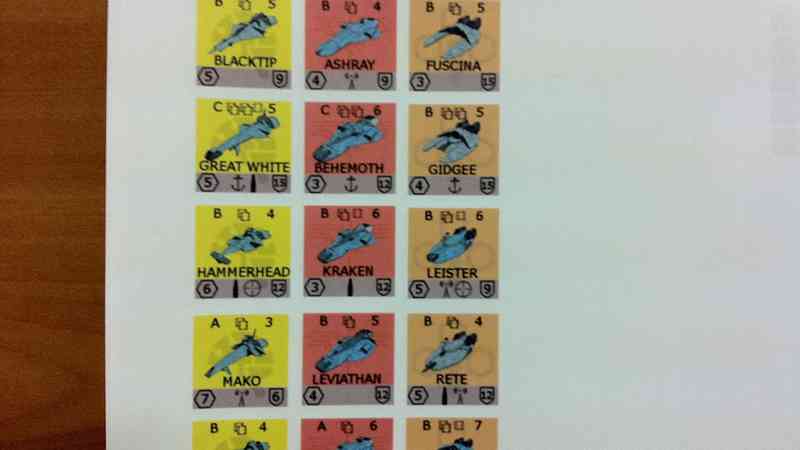 B 5 B 4 B 5
BLACKTIP ASHRAY FUSCINA
5 9 4 9 3 15
C 5 C 6 B 5
GREAT WHITE BEHEMOTH GIDGEE
5 15 3 12 4 15
B 4 B 6 B 6
HAMMERHEAD KRAKEN LEISTER
6 12 3 12 5 9
A 3 B 5 B 4
MAKO LEVIATHAN RETE
7 6 4 12 5 12
B 4 A 6 B 7